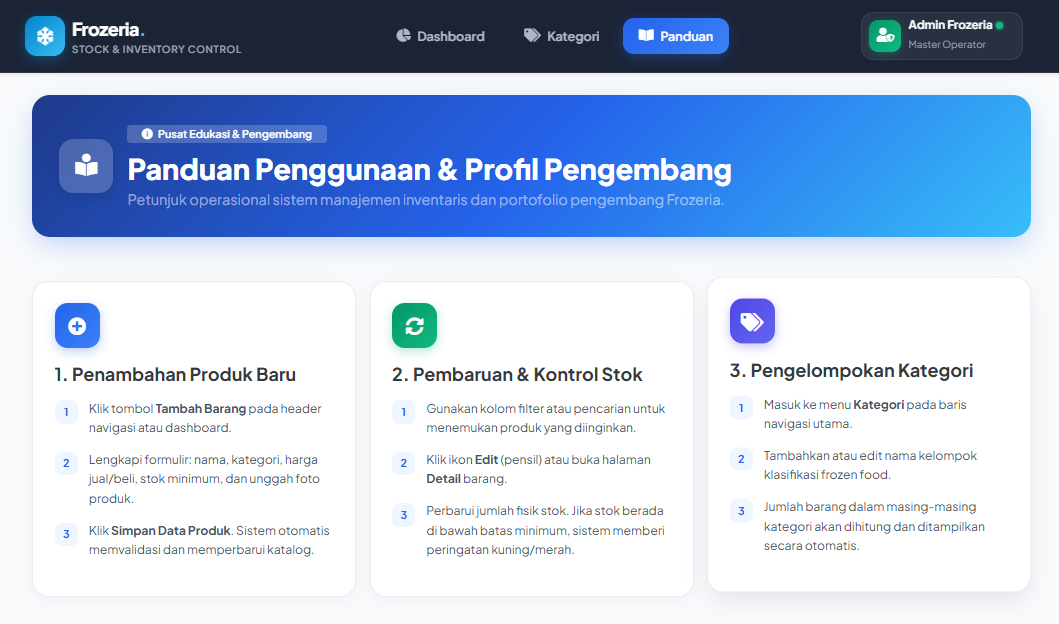 Frozeria.
STOCK & INVENTORY CONTROL
Dashboard
Kategori
Panduan
Admin Frozeria
Master Operator
Pusat Edukasi & Pengembang
Panduan Penggunaan & Profil Pengembang
Petunjuk operasional sistem manajemen inventaris dan portofolio pengembang Frozeria.
1. Penambahan Produk Baru
1 Klik tombol Tambah Barang pada header
navigasi atau dashboard.
2 Lengkapi formulir: nama, kategori, harga
jual/beli, stok minimum, dan unggah foto
produk.
3 Klik Simpan Data Produk. Sistem otomatis
memvalidasi dan memperbarui katalog.
2. Pembaruan & Kontrol Stok
1 Gunakan kolom filter atau pencarian untuk
menemukan produk yang diinginkan.
2 Klik ikon Edit (pensil) atau buka halaman
Detail barang.
3 Perbarui jumlah fisik stok. Jika stok berada
di bawah batas minimum, sistem memberi
peringatan kuning/merah.
3. Pengelompokan Kategori
1 Masuk ke menu Kategori pada baris
navigasi utama.
2 Tambahkan atau edit nama kelompok
klasifikasi frozen food.
3 Jumlah barang dalam masing-masing
kategori akan dihitung dan ditampilkan
secara otomatis.